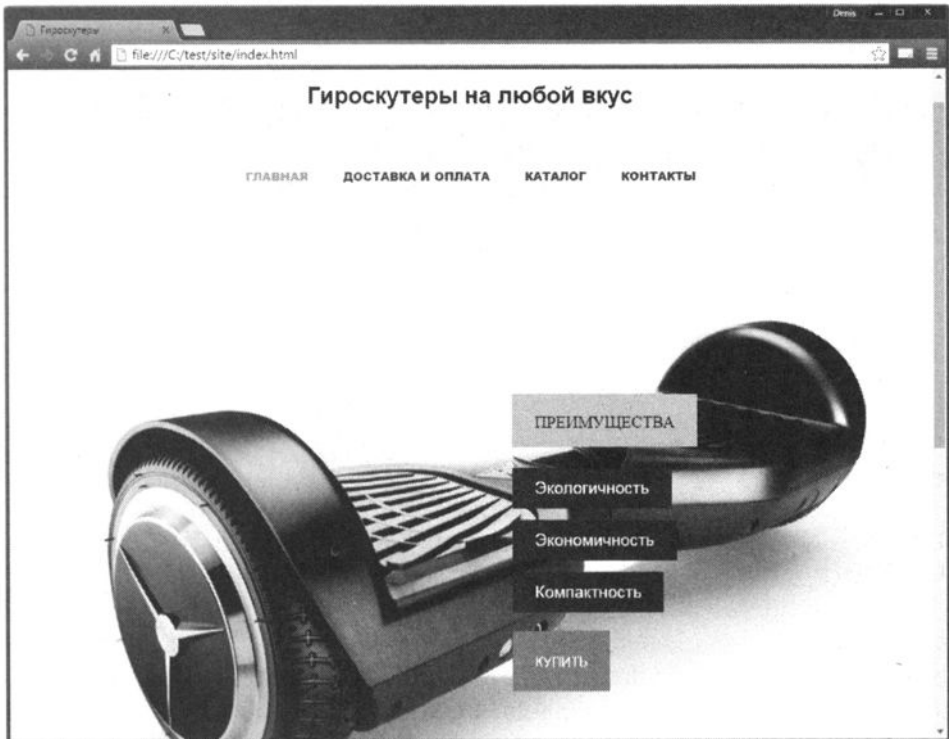 Denis
Гироскутеры
file:///C:/test/site/index.html
Гироскутеры на любой вкус
ГЛАВНАЯ ДОСТАВКА И ОПЛАТА КАТАЛОГ КОНТАКТЫ
ПРЕИМУЩЕСТВА
Экологичность
Экономичность
Компактность
КУПИТЬ